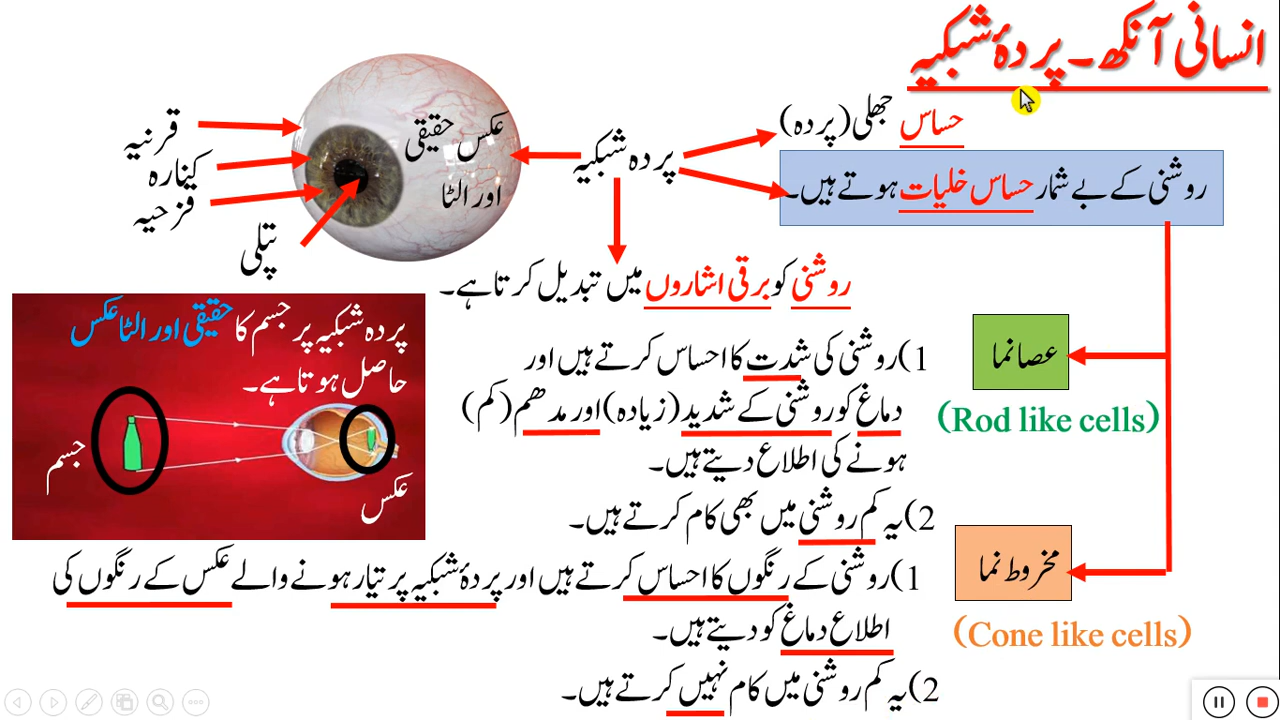 انسانی آنکھ۔پردۂ شبکیہ
حساس جھلی(پردہ)
روشنی کے بے شمار حساس خلیات ہوتے ہیں۔
پردہ شبکیہ
عکس حقیقی
اور الٹا
قرنیہ
کنارہ
قزحیہ
پتلی
روشنی کو برقی اشاروں میں تبدیل کرتا ہے۔
پردہ شبکیہ پر جسم کا حقیقی اور الٹا عکس
حاصل ہوتا ہے۔
جسم
عکس
عصانما
(Rod like cells)
1)روشنی کی شدت کا احساس کرتے ہیں اور
دماغ کو روشنی کے شدید(زیادہ)اور مدھم(کم)
ہونے کی اطلاع دیتے ہیں۔
2)یہ کم روشنی میں بھی کام کرتے ہیں۔
مخروط نما
(Cone like cells)
1)روشنی کے رنگوں کا احساس کرتے ہیں اور پردۂ شبکیہ پر تیار ہونے والے عکس کے رنگوں کی
اطلاع دماغ کو دیتے ہیں۔
2)یہ کم روشنی میں کام نہیں کرتے ہیں۔